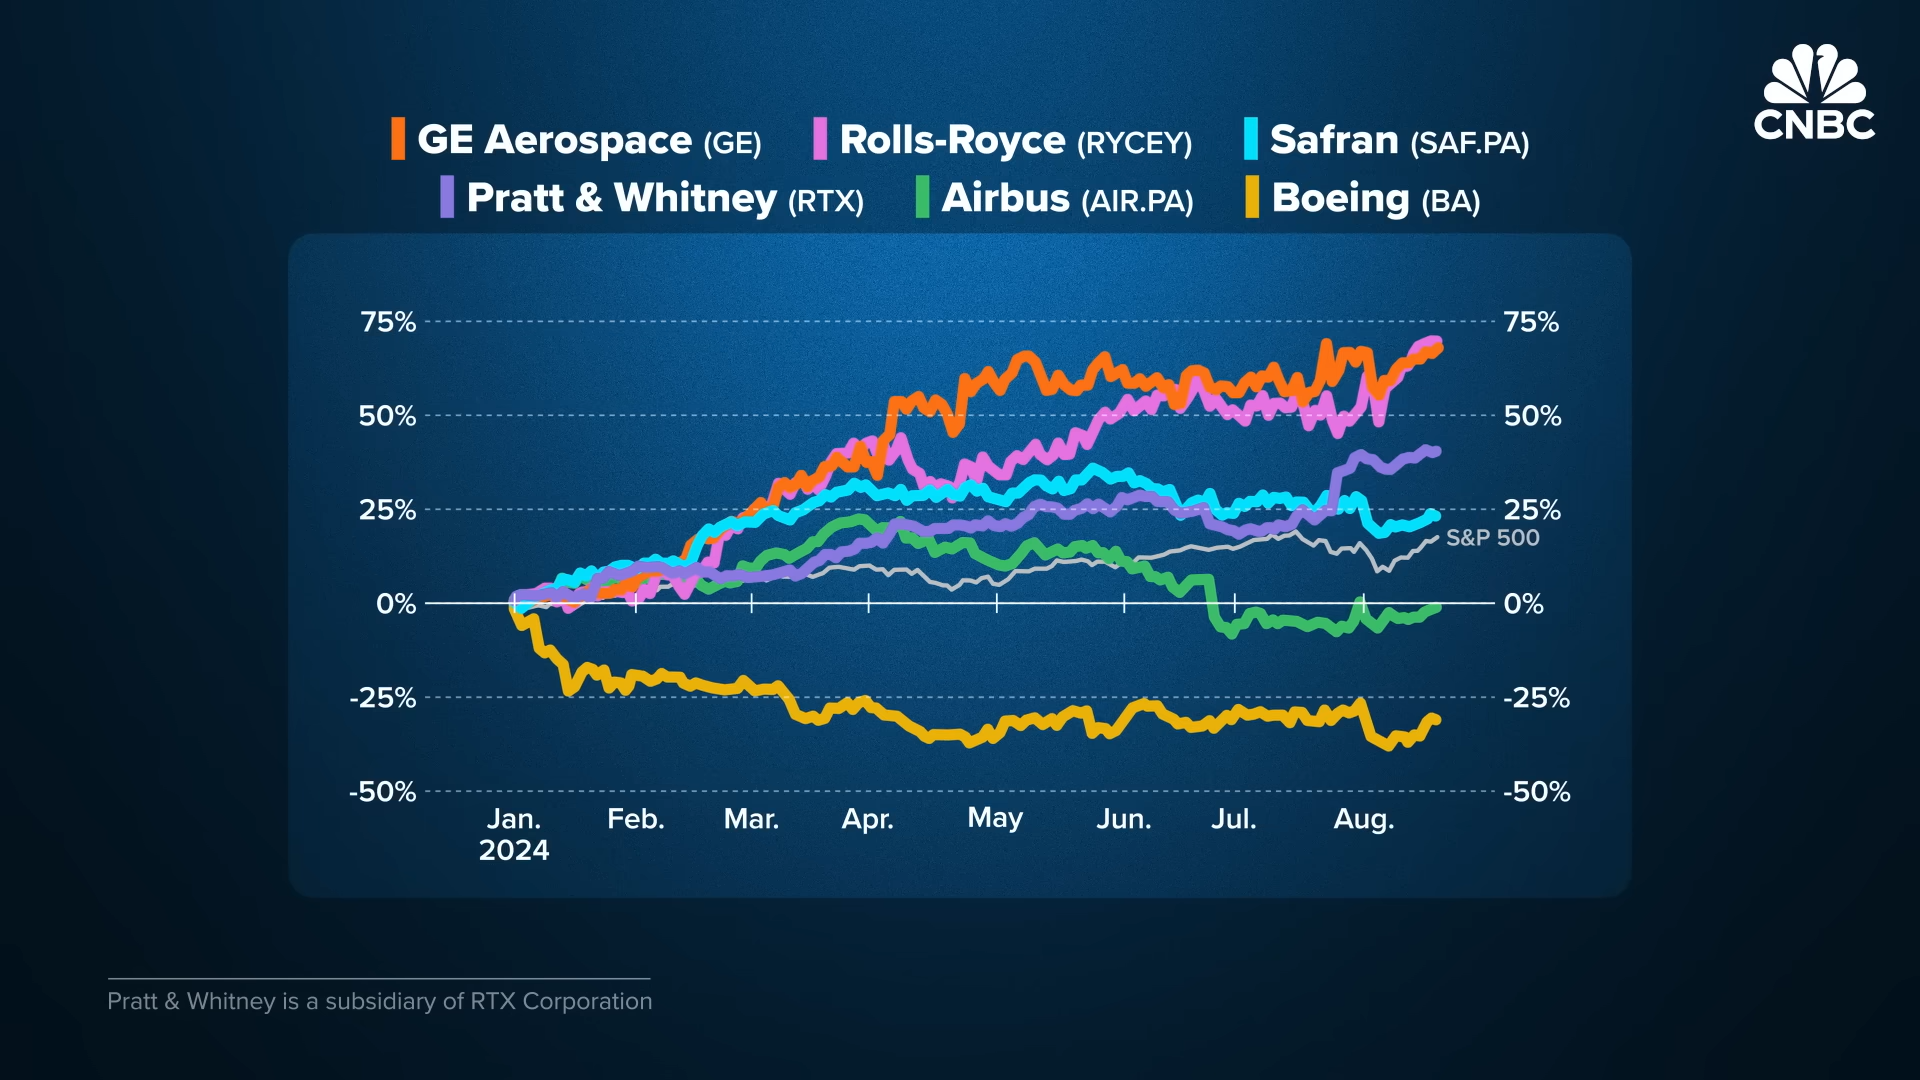 CNBC
GE Aerospace (GE) Rolls-Royce (RYCEY) Safran (SAF.PA)
Pratt & Whitney (RTX) Airbus (AIR.PA) Boeing (BA)
75% 75%
50% 50%
25% 25%
S&P 500
0% 0%
-25% -25%
-50% -50%
Jan. Feb. Mar. Apr. May Jun. Jul. Aug.
2024
Pratt & Whitney is a subsidiary of RTX Corporation